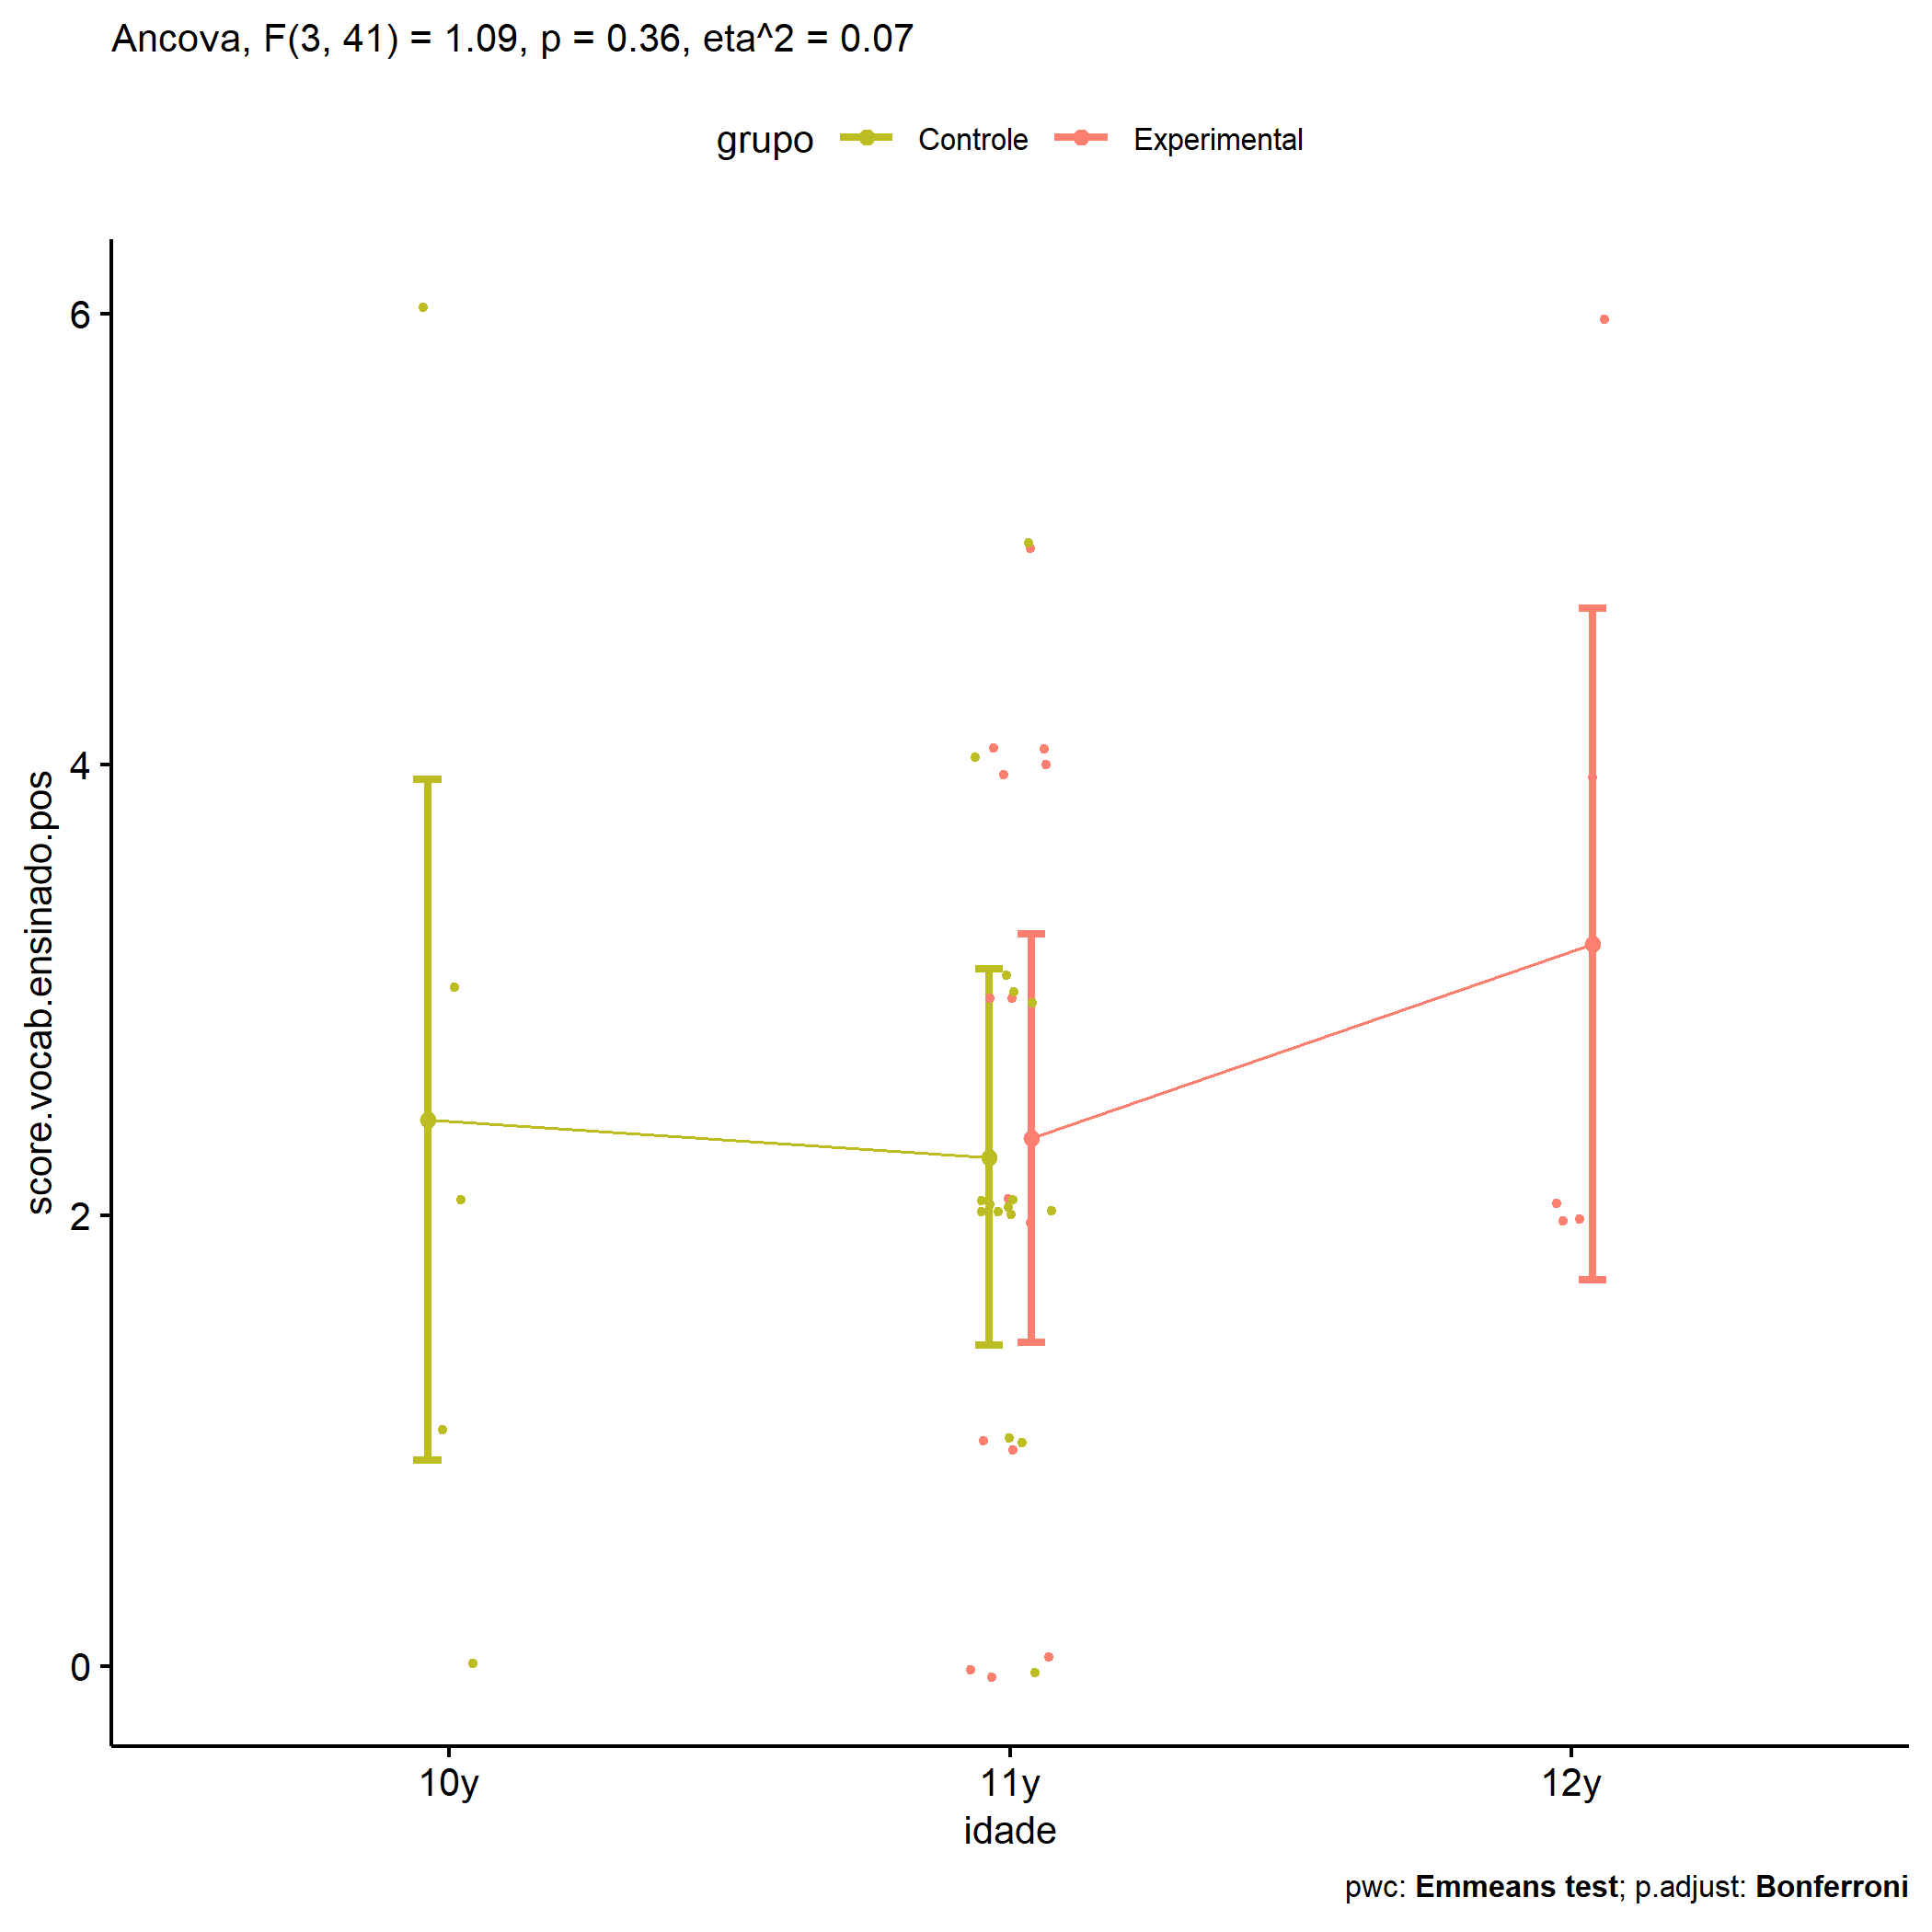 Ancova, F(3, 41) = 1.09, p = 0.36, eta^2 = 0.07
grupo Controle Experimental
6
4
2
0
score.vocab.ensinado.pos
10y 11y 12y
idade
pwc: Emmeans test; p.adjust: Bonferroni